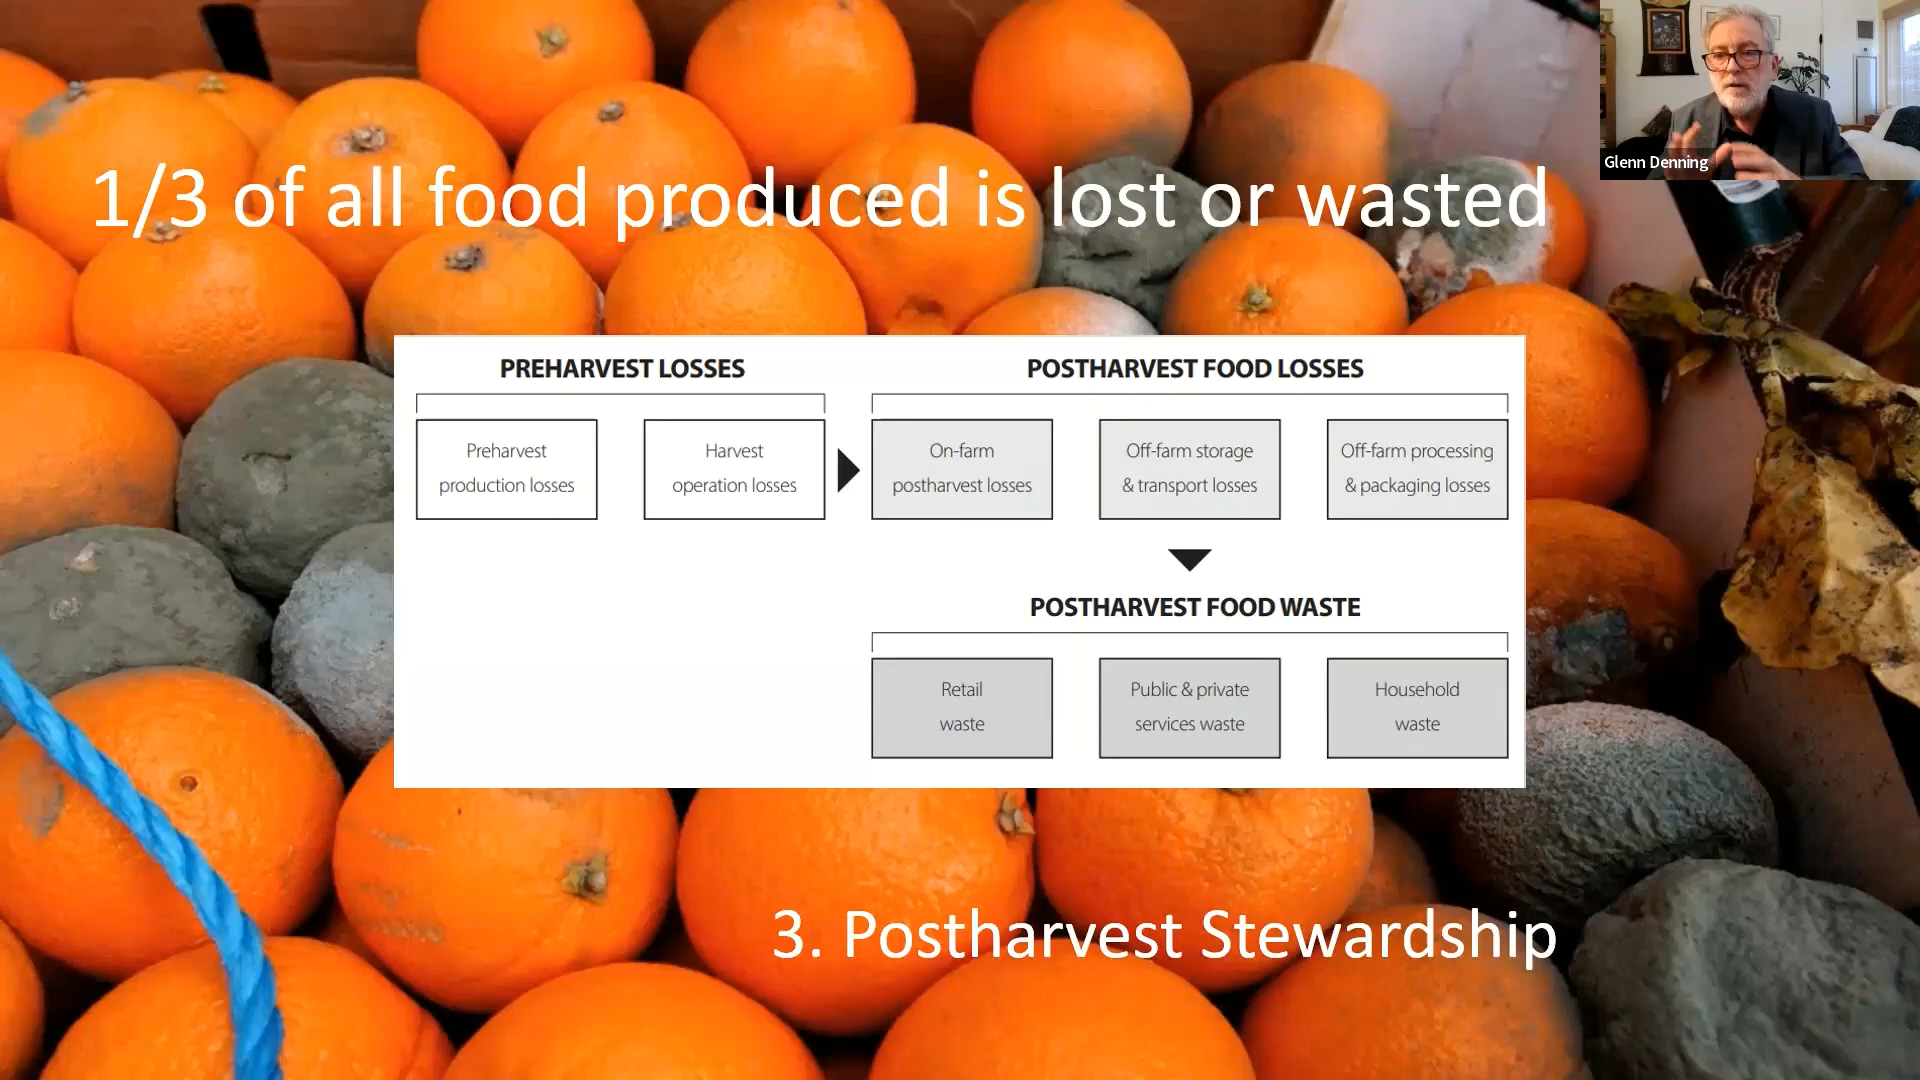 Glenn Denning
1/3 of all food produced is lost or wasted
PREHARVEST LOSSES
Preharvest
production losses
Harvest
operation losses
POSTHARVEST FOOD LOSSES
On-farm
postharvest losses
Off-farm storage
& transport losses
Off-farm processing
& packaging losses
POSTHARVEST FOOD WASTE
Retail
waste
Public & private
services waste
Household
waste
3. Postharvest Stewardship